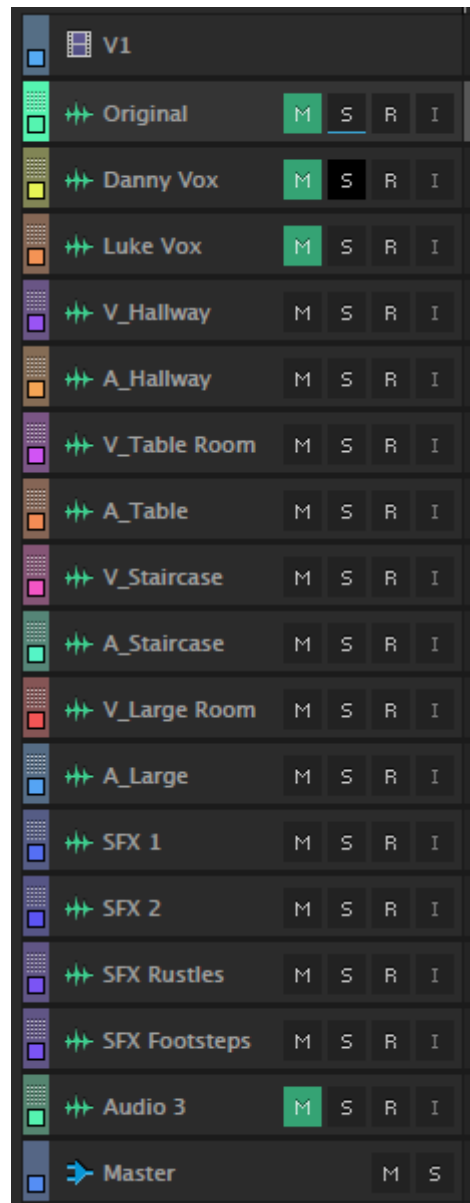 V1
Original M S R I
Danny Vox M S R I
Luke Vox M S R I
V_Hallway M S R I
A_Hallway M S R I
V_Table Room M S R I
A_Table M S R I
V_Staircase M S R I
A_Staircase M S R I
V_Large Room M S R I
A_Large M S R I
SFX 1 M S R I
SFX 2 M S R I
SFX Rustles M S R I
SFX Footsteps M S R I
Audio 3 M S R I
Master M S